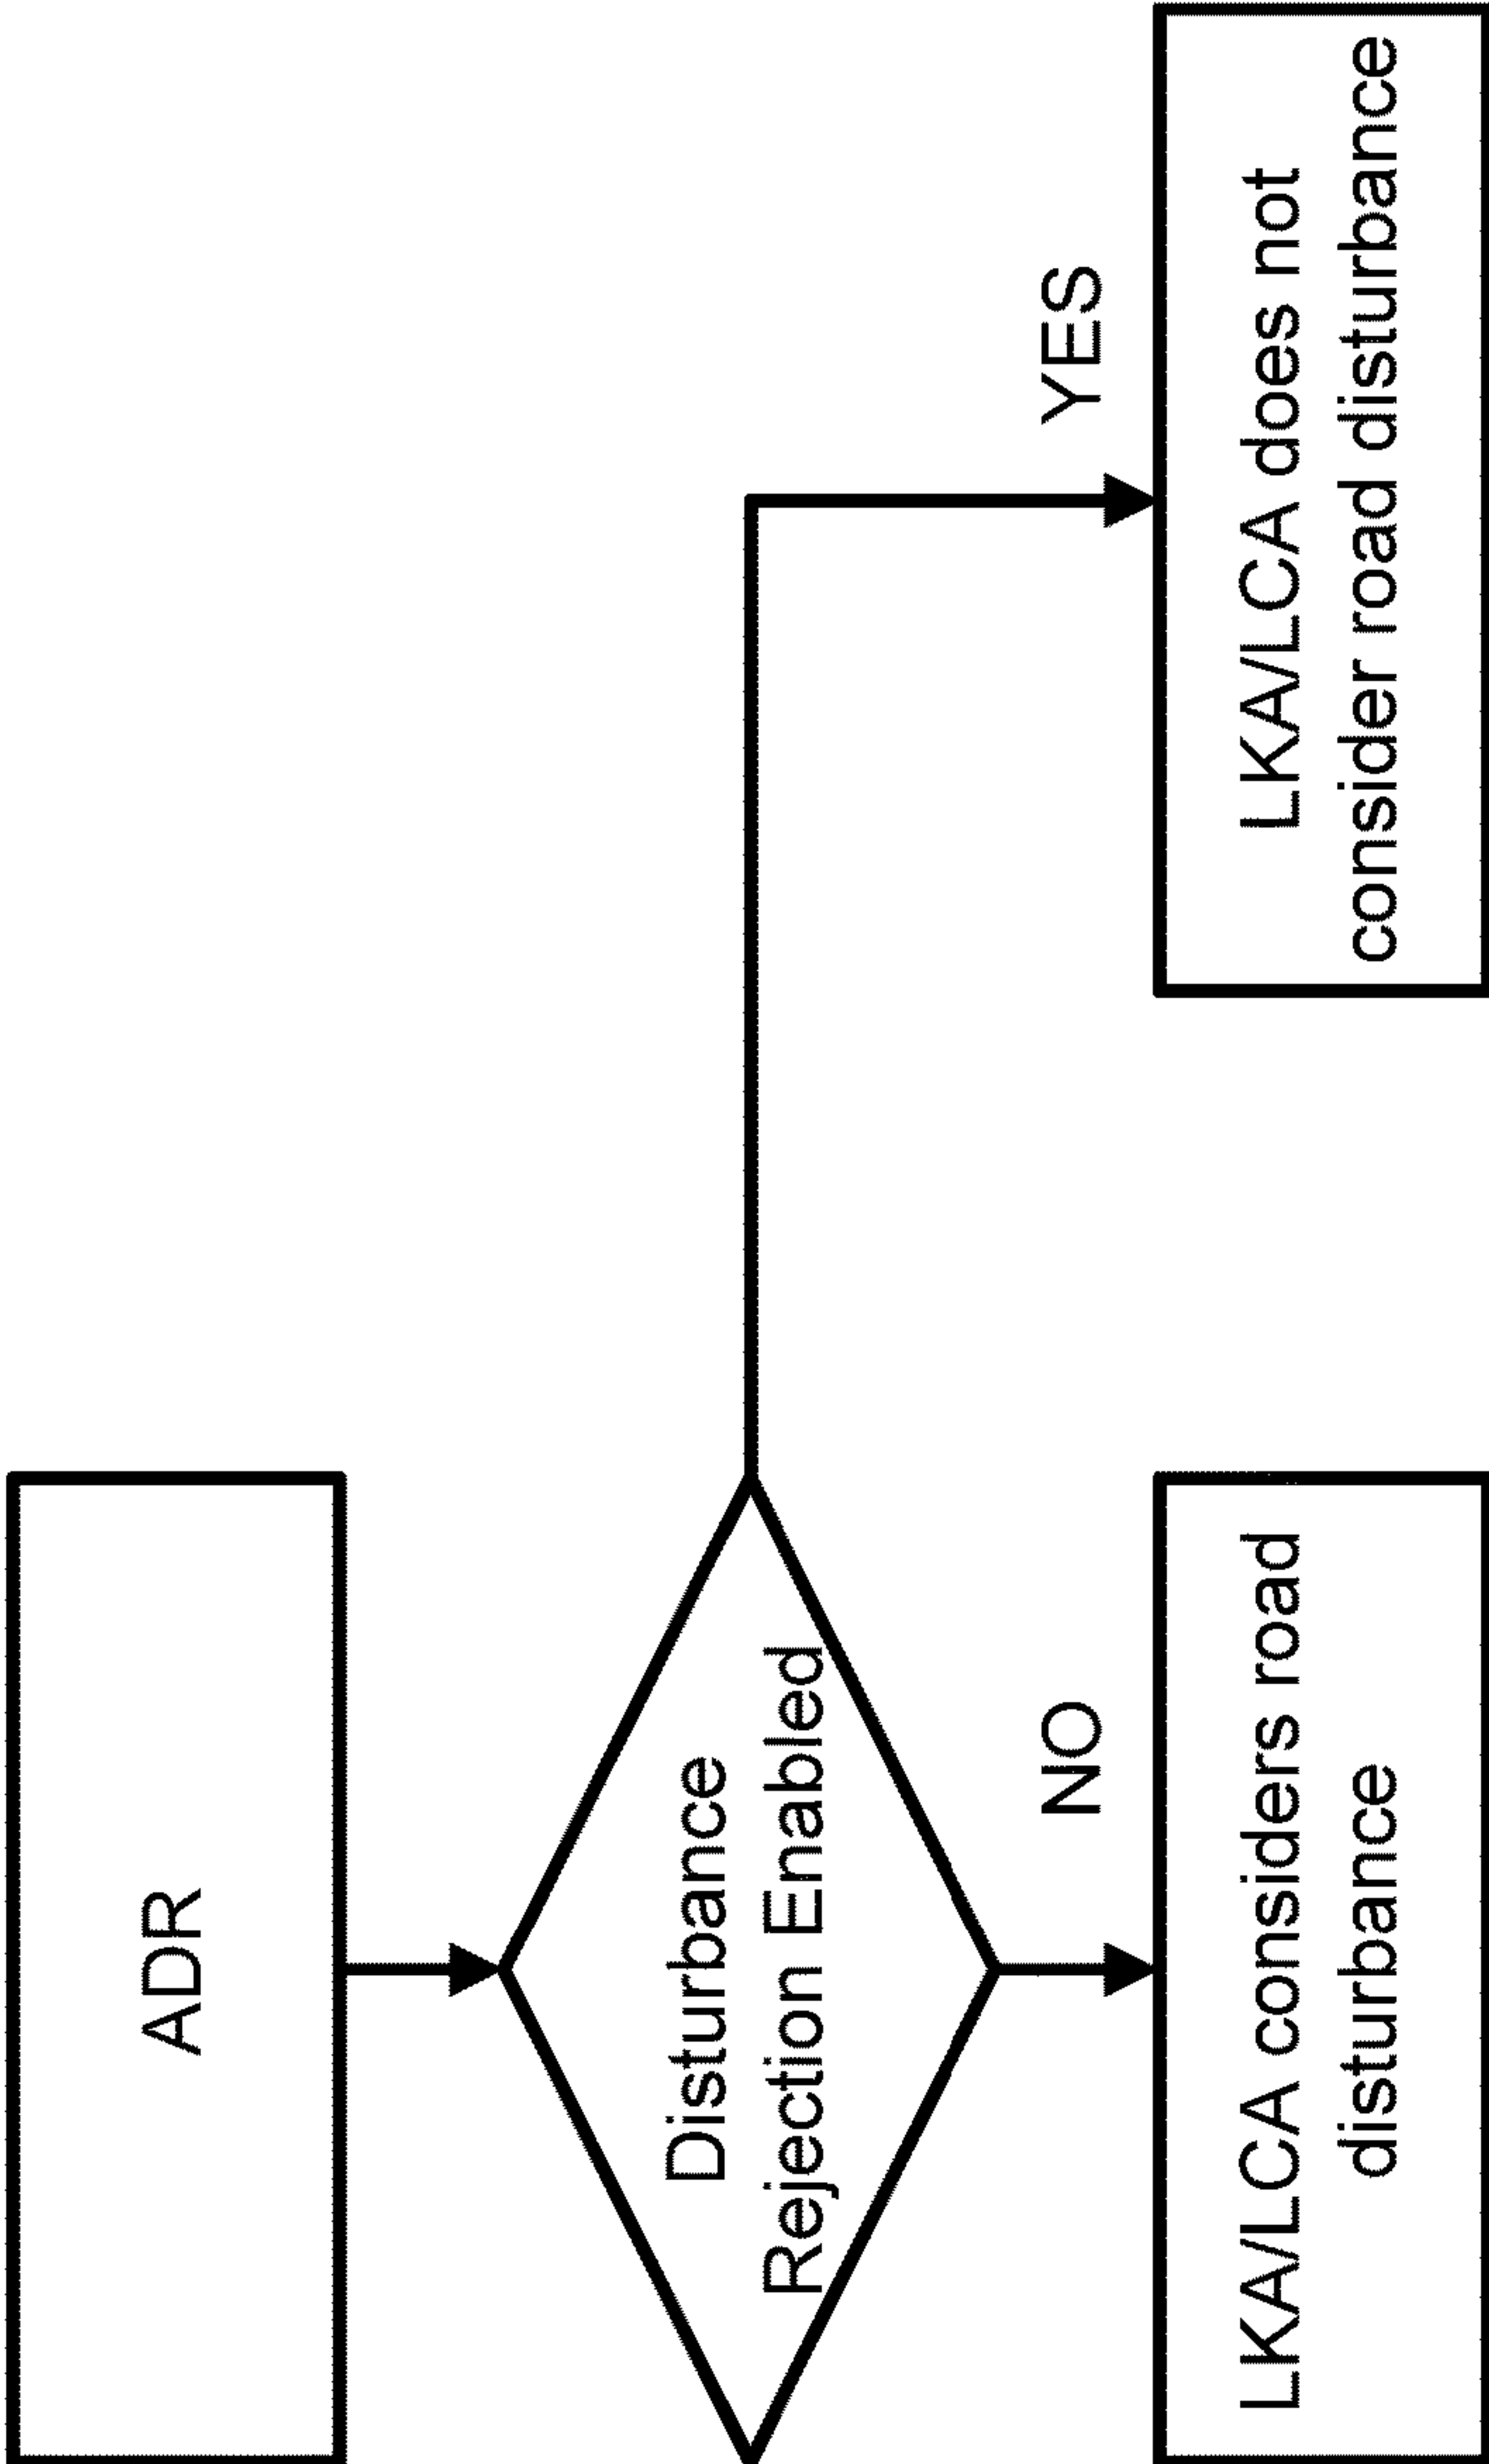 ADR
Disturbance
Rejection Enabled
NO
YES
LKA/LCA considers road
disturbance
LKA/LCA does not
consider road disturbance